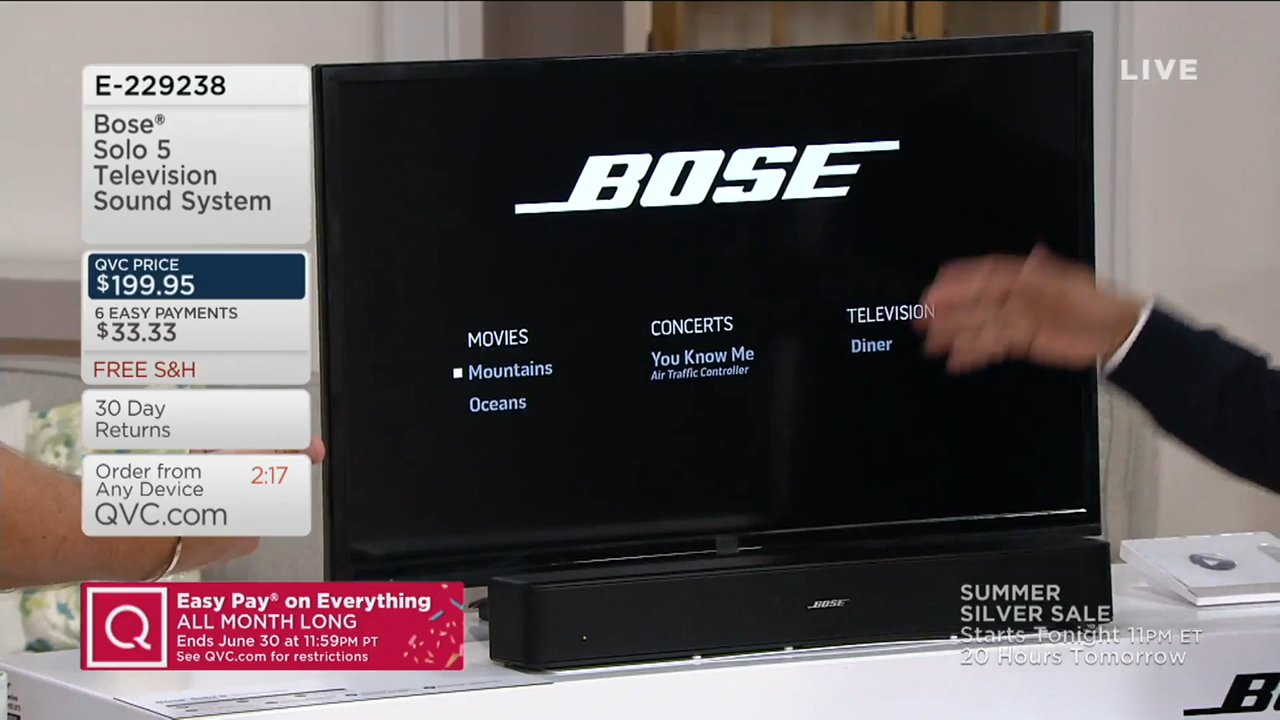 E-229238
Bose®
Solo 5
Television
Sound System
QVC PRICE
$199.95
6 EASY PAYMENTS
$33.33
FREE S&H
30 Day
Returns
Order from
Any Device
2:17
QVC.com
Q Easy Pay® on Everything
ALL MONTH LONG
Ends June 30 at 11:59PM PT
See QVC.com for restrictions
LIVE
BOSE
MOVIES
Mountains
Oceans
CONCERTS
You Know Me
Air Traffic Controller
TELEVISION
Diner
BOSE
SUMMER
SILVER SALE
Starts Tonight 11PM ET
20 Hours Tomorrow